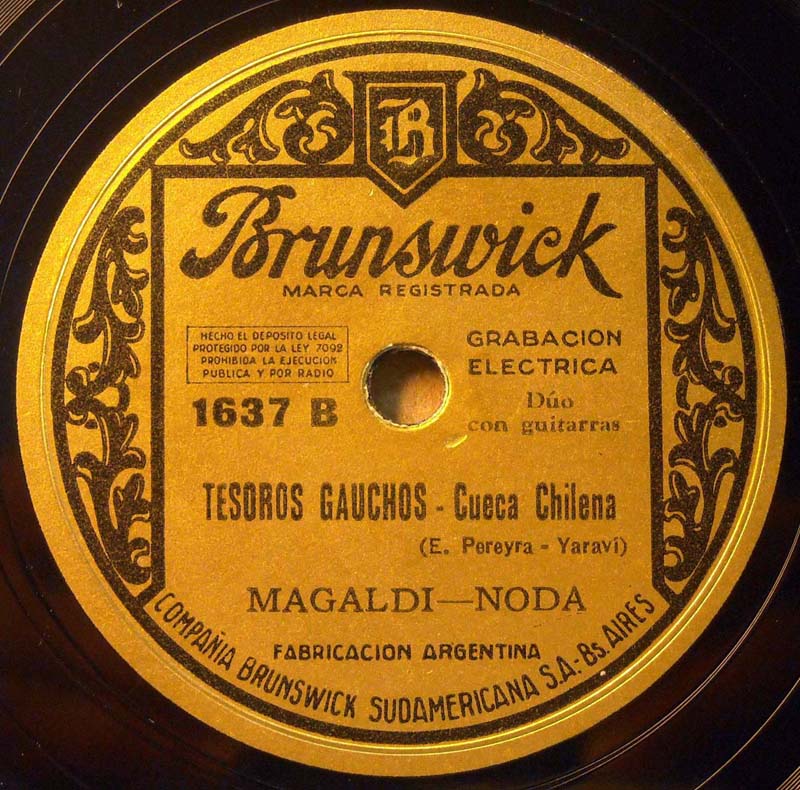 B
Brunswick
MARCA REGISTRADA
HECHO EL DEPOSITO LEGAL
PROTEGIDO POR LA LEY 7092
PROHIBIDA LA EJECUCION
PUBLICA Y POR RADIO
GRABACION
ELECTRICA
1637 B
Dúo
con guitarras
TESOROS GAUCHOS - Cueca Chilena
(E. Pereyra - Yaraví)
MAGALDI—NODA
FABRICACION ARGENTINA
COMPAÑIA BRUNSWICK SUDAMERICANA S.A.-Bs. AIRES